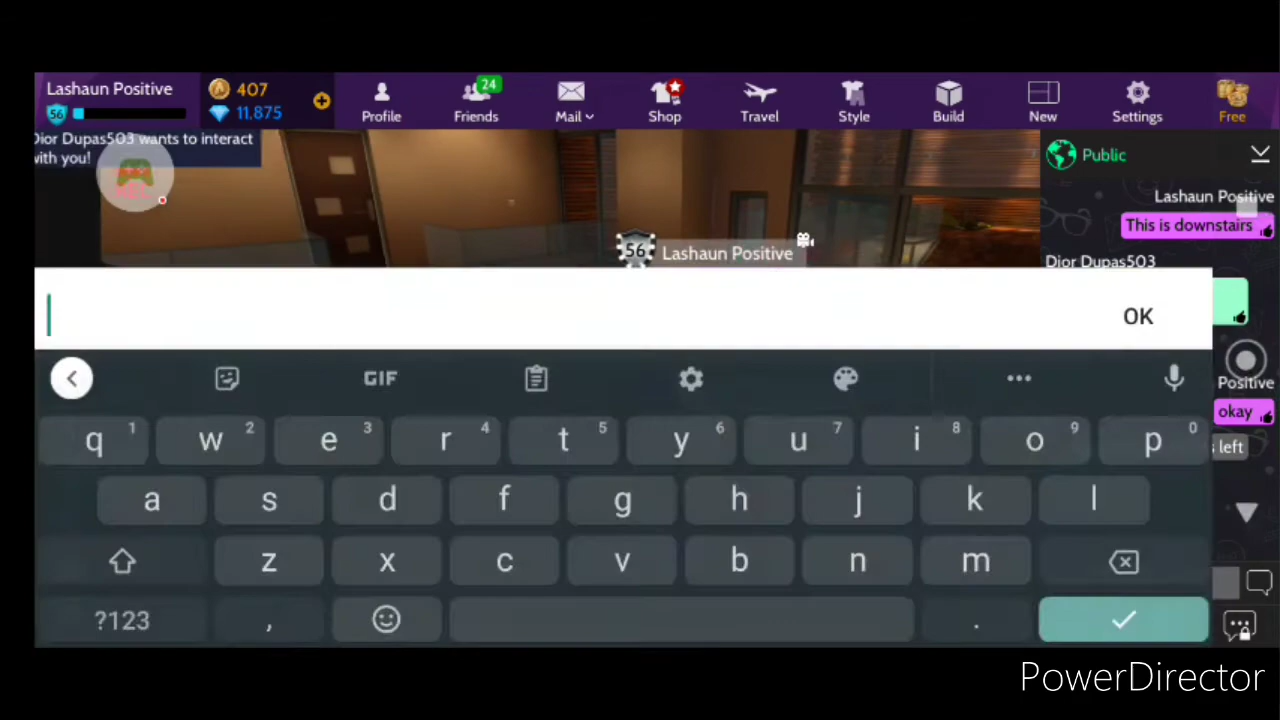 Lashaun Positive
56
407
11,875
Profile
24
Friends
Mail
Shop
Travel
Style
Build
New
Settings
Free
Dior Dupas503 wants to interact
with you!
Public
Lashaun Positive
This is downstairs
56 Lashaun Positive
Dior Dupas503
OK
Positive
okay
left
GIF
q 1 w 2 e 3 r 4 t 5 y 6 u 7 i 8 o 9 p 0
a s d f g h j k l
z x c v b n m
?123 , .
PowerDirector